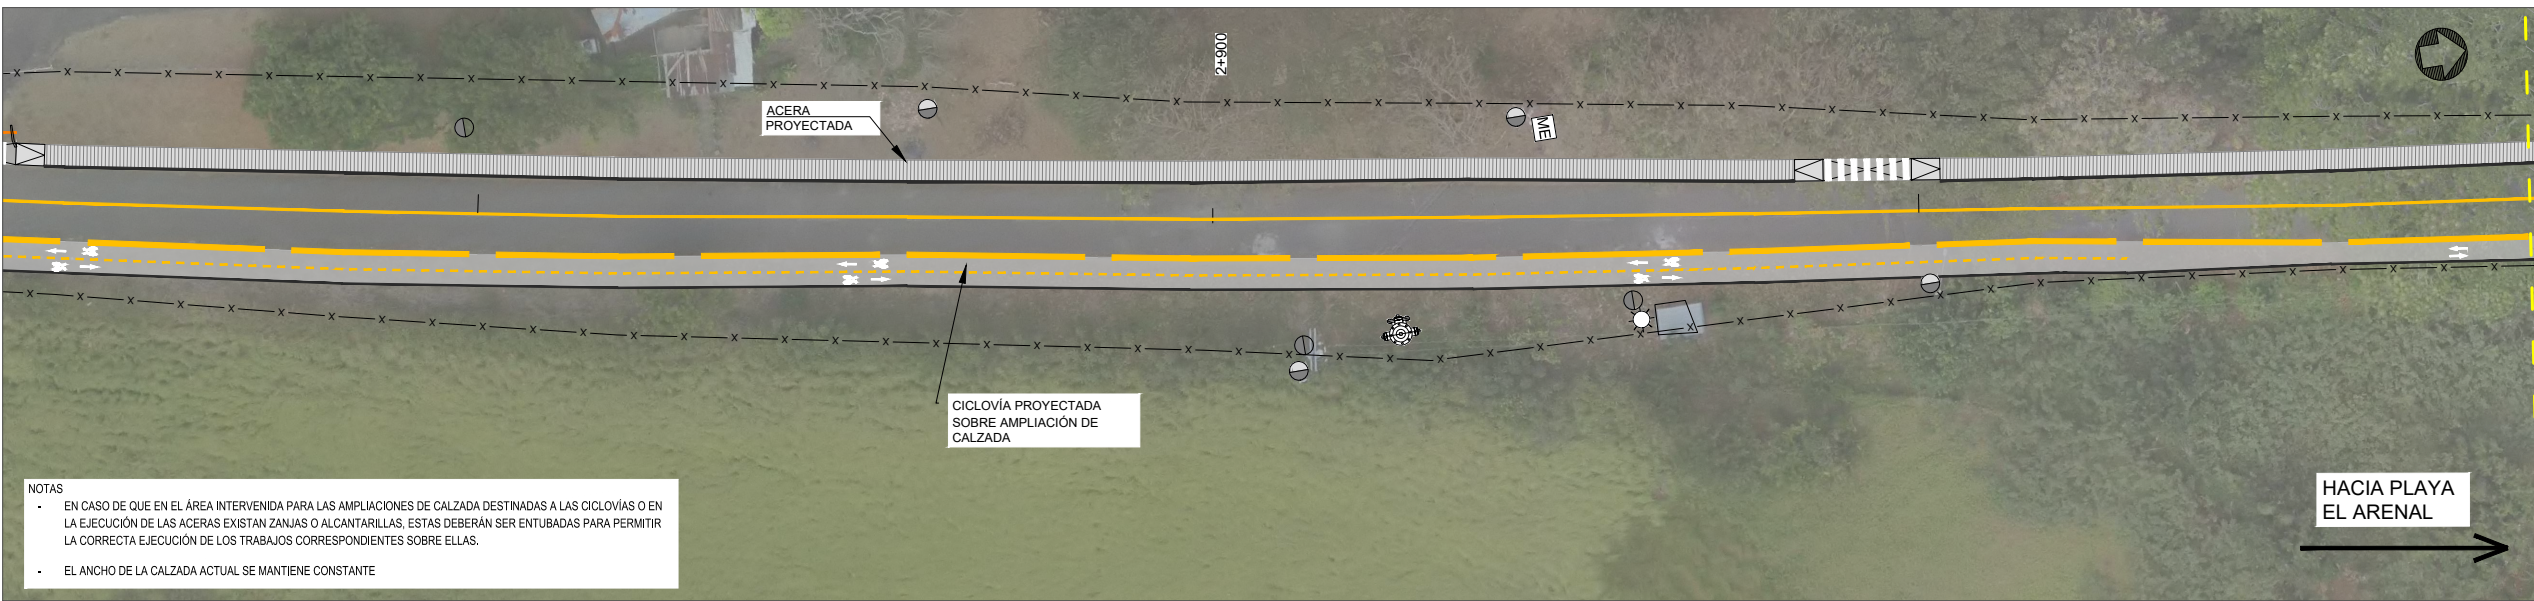 2+900
ACERA
PROYECTADA
ME
CICLOVÍA PROYECTADA
SOBRE AMPLIACIÓN DE
CALZADA
NOTAS
- EN CASO DE QUE EN EL ÁREA INTERVENIDA PARA LAS AMPLIACIONES DE CALZADA DESTINADAS A LAS CICLOVÍAS O EN
LA EJECUCIÓN DE LAS ACERAS EXISTAN ZANJAS O ALCANTARILLAS, ESTAS DEBERÁN SER ENTUBADAS PARA PERMITIR
LA CORRECTA EJECUCIÓN DE LOS TRABAJOS CORRESPONDIENTES SOBRE ELLAS.
- EL ANCHO DE LA CALZADA ACTUAL SE MANTIENE CONSTANTE
HACIA PLAYA
EL ARENAL